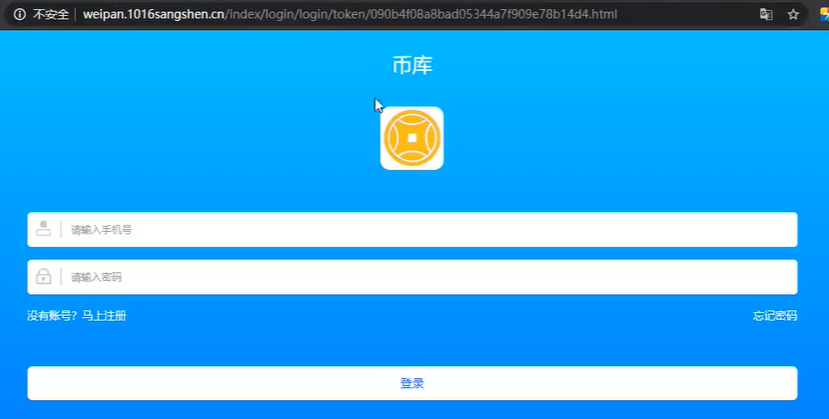 不安全 weipan.1016sangshen.cn/index/login/login/token/090b4f08a8bad05344a7f909e78b14d4.html
币库
请输入手机号
请输入密码
没有账号？马上注册 忘记密码
登录